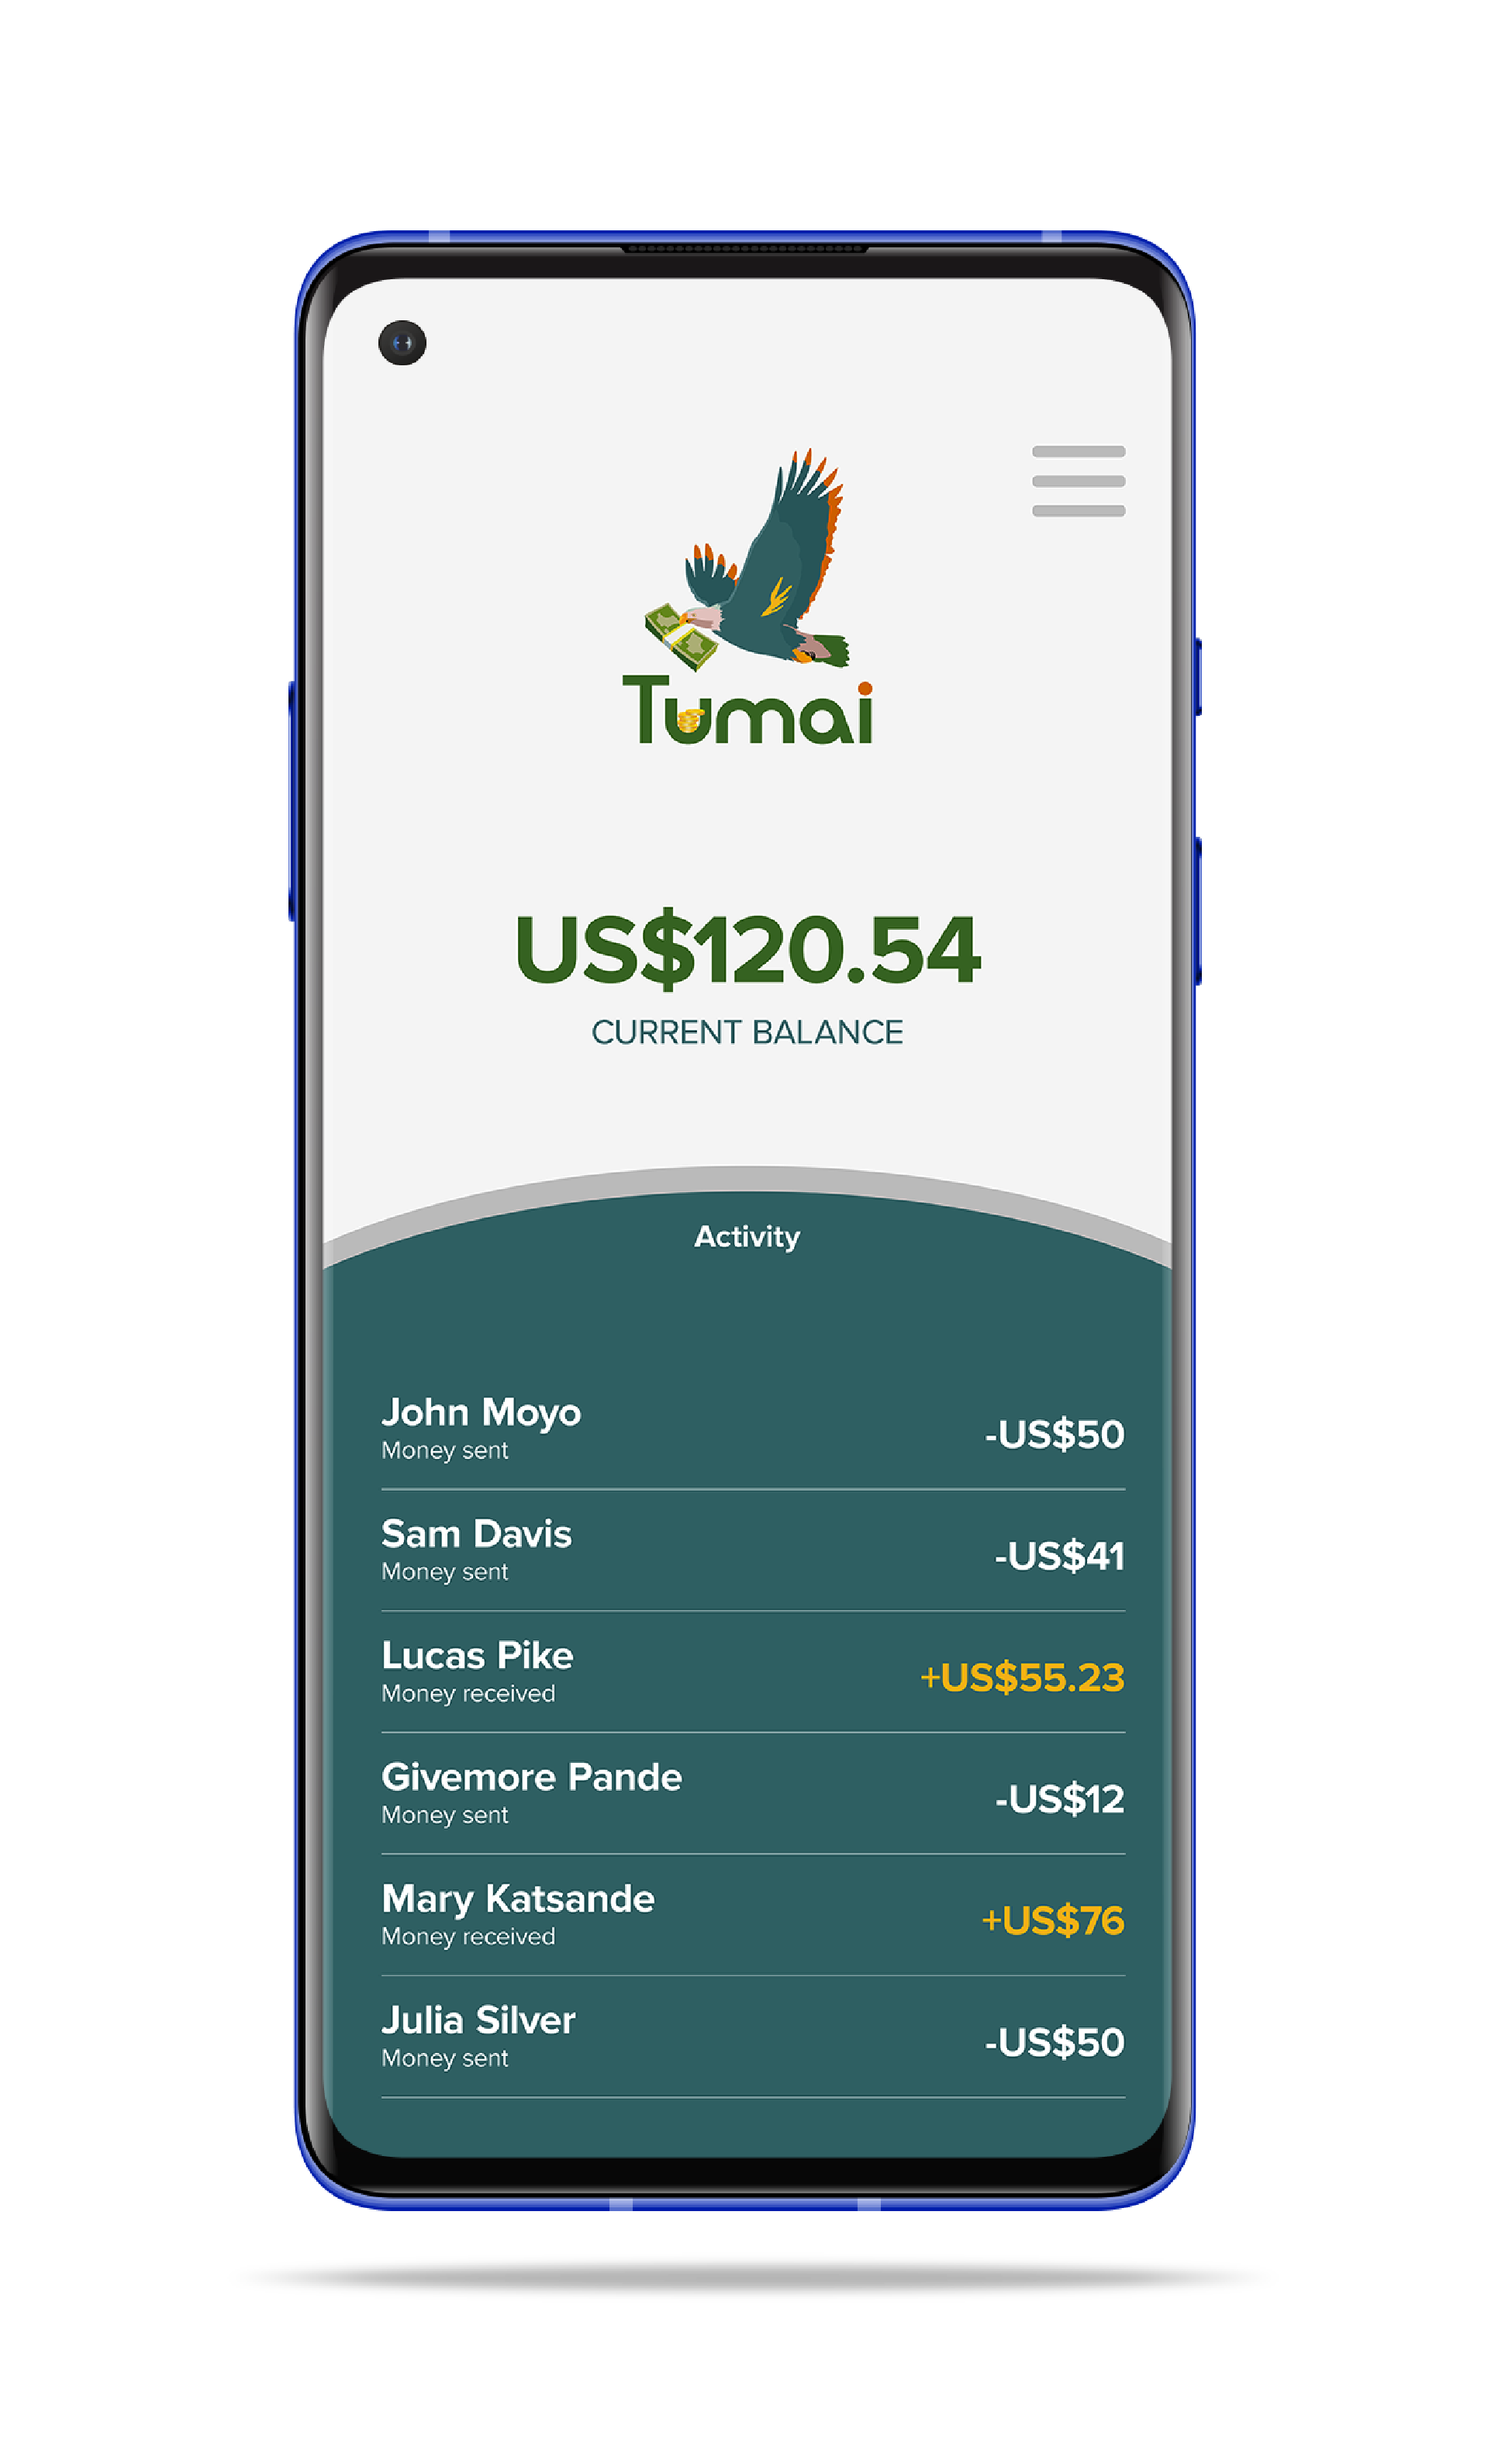 Tumai
US$120.54
CURRENT BALANCE
Activity
John Moyo
Money sent
-US$50
Sam Davis
Money sent
-US$41
Lucas Pike
Money received
+US$55.23
Givemore Pande
Money sent
-US$12
Mary Katsande
Money received
+US$76
Julia Silver
Money sent
-US$50